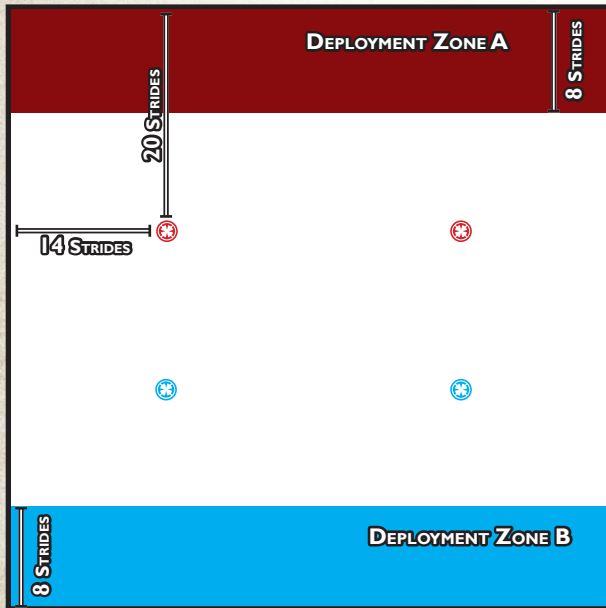 Deployment Zone A
8 Strides
20 Strides
14 Strides
Deployment Zone B
8 Strides